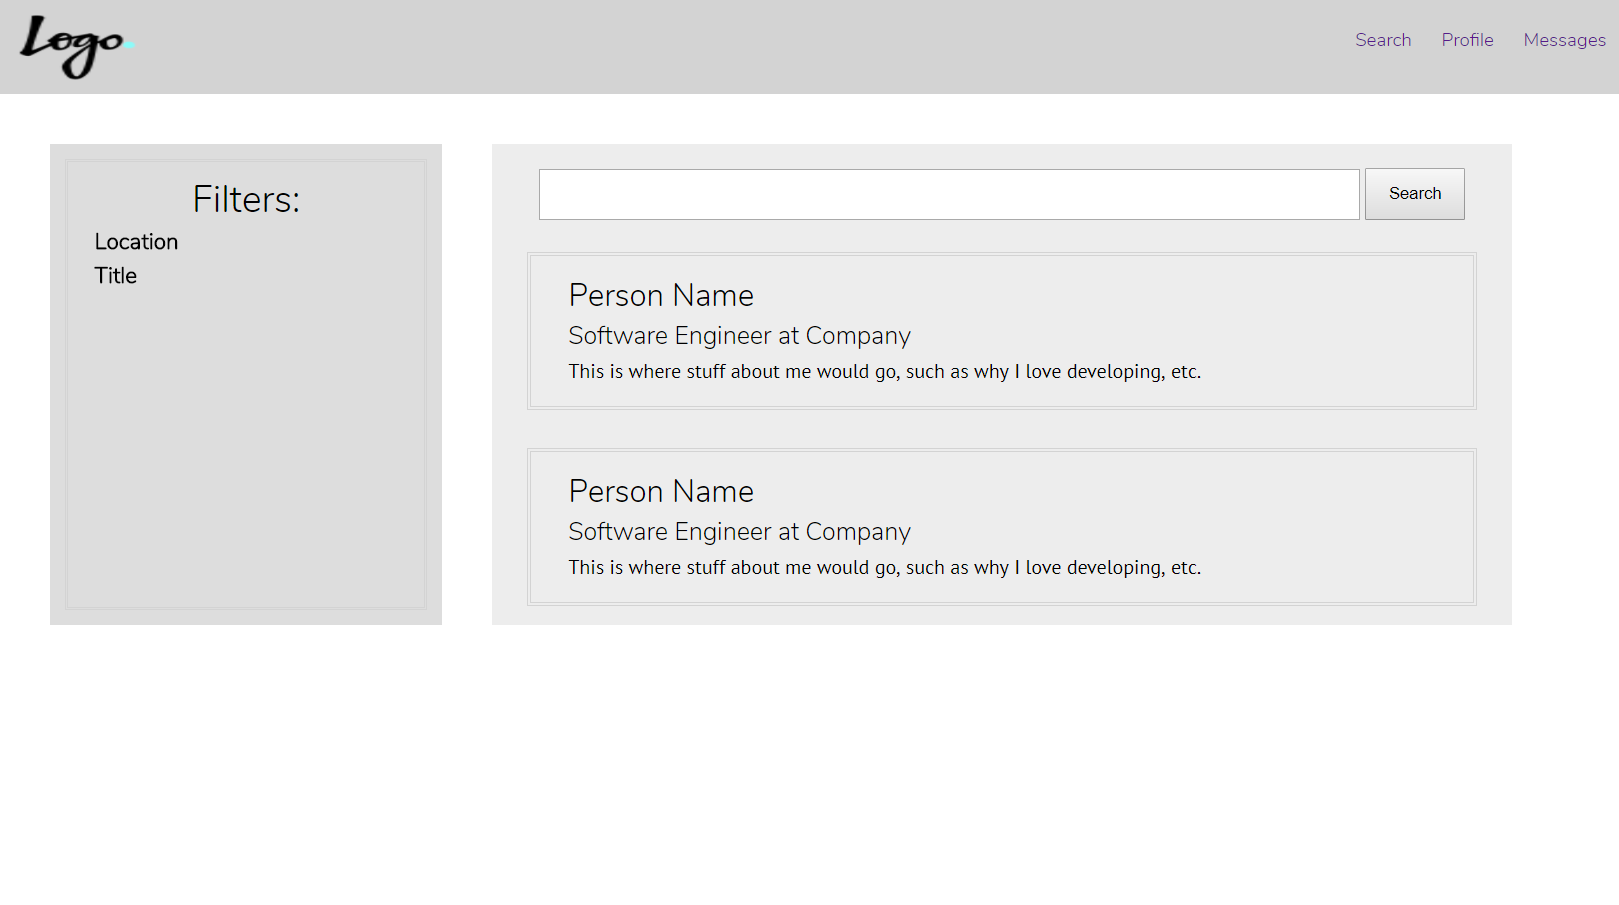 Logo
Search Profile Messages
Filters:
Location
Title
Search
Person Name
Software Engineer at Company
This is where stuff about me would go, such as why I love developing, etc.
Person Name
Software Engineer at Company
This is where stuff about me would go, such as why I love developing, etc.